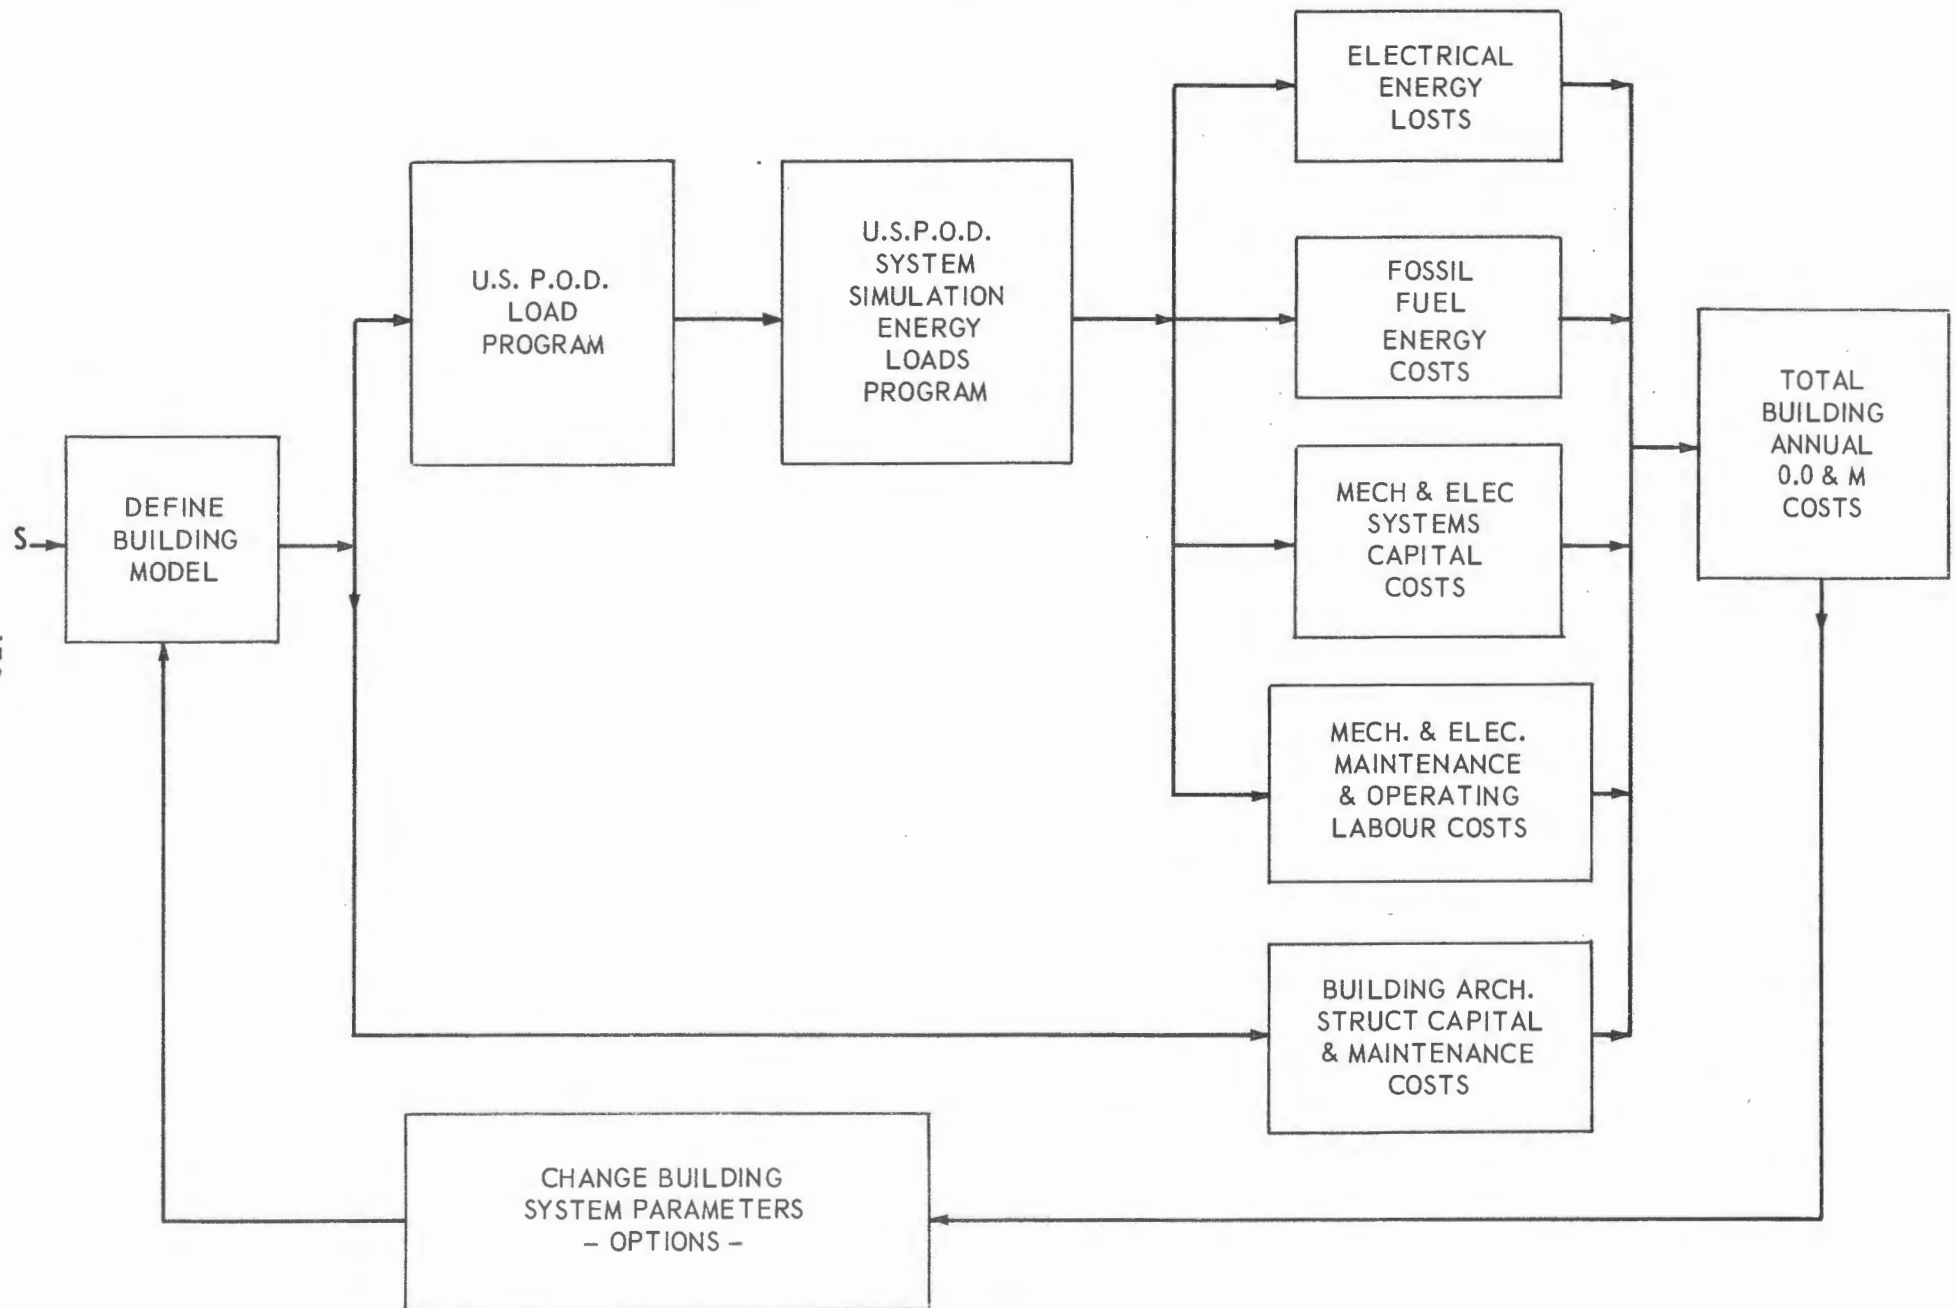 ELECTRICAL
ENERGY
LOSTS
U.S. P.O.D.
LOAD
PROGRAM
U.S.P.O.D.
SYSTEM
SIMULATION
ENERGY
LOADS
PROGRAM
FOSSIL
FUEL
ENERGY
COSTS
TOTAL
BUILDING
ANNUAL
0.0 & M
COSTS
S
DEFINE
BUILDING
MODEL
MECH & ELEC
SYSTEMS
CAPITAL
COSTS
MECH. & ELEC.
MAINTENANCE
& OPERATING
LABOUR COSTS
BUILDING ARCH.
STRUCT CAPITAL
& MAINTENANCE
COSTS
CHANGE BUILDING
SYSTEM PARAMETERS
– OPTIONS –